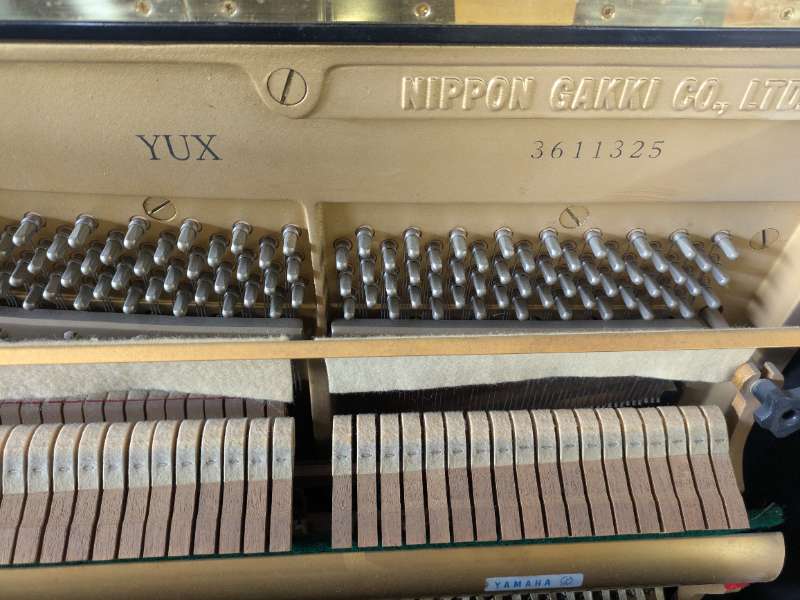 NIPPON GAKKI CO., LTD.
YUX
3611325
YAMAHA